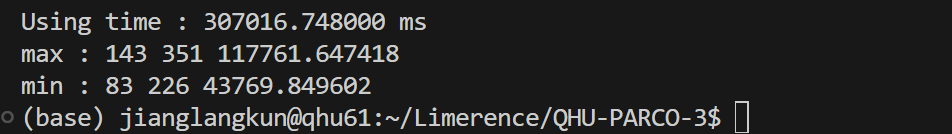 Using time : 307016.748000 ms
max : 143 351 117761.647418
min : 83 226 43769.849602
(base) jianglangkun@qhu61:~/Limerence/QHU-PARCO-3$